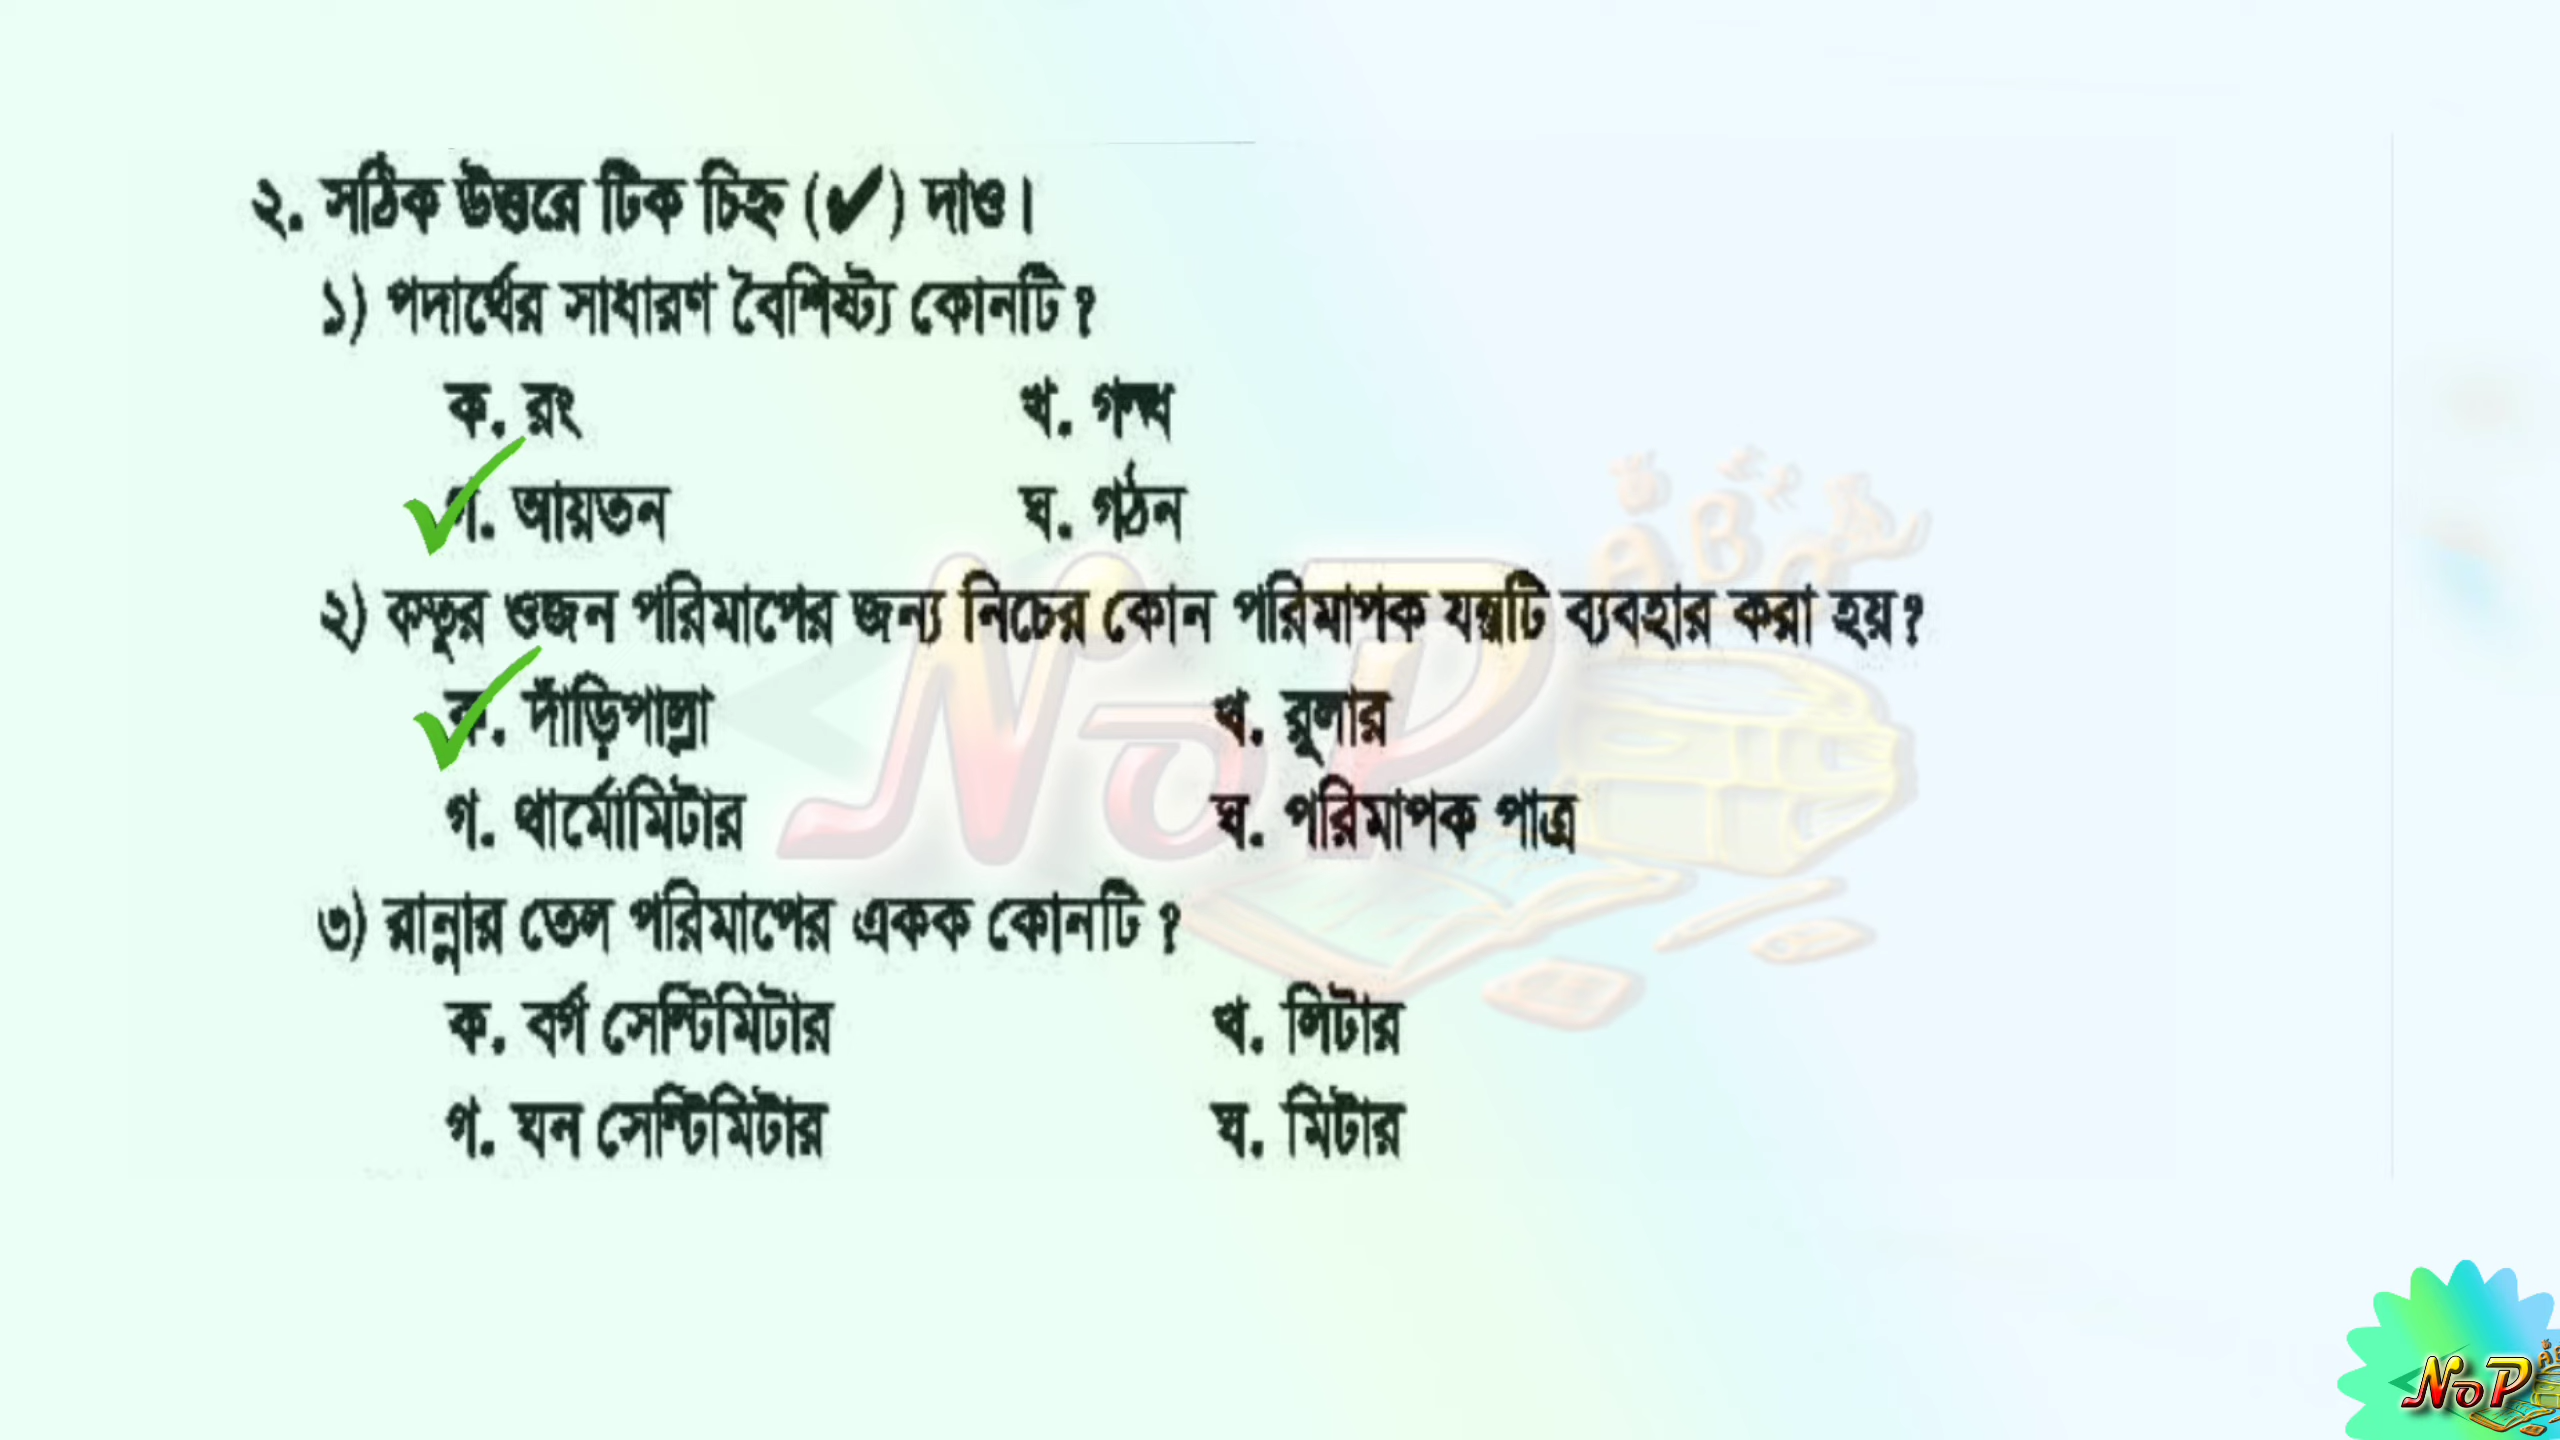 ২. সঠিক উত্তরে টিক চিহ্ন (✔) দাও।
১) পদার্থের সাধারণ বৈশিষ্ট্য কোনটি?
ক. রং খ. গন্ধ
গ. আয়তন ঘ. গঠন
২) বস্তুর ওজন পরিমাপের জন্য নিচের কোন পরিমাপক যন্ত্রটি ব্যবহার করা হয়?
ক. দাঁড়িপাল্লা খ. রুলার
গ. থার্মোমিটার ঘ. পরিমাপক পাত্র
৩) রান্নার তেল পরিমাপের একক কোনটি?
ক. বর্গ সেন্টিমিটার খ. লিটার
গ. ঘন সেন্টিমিটার ঘ. মিটার
NoP
NoP